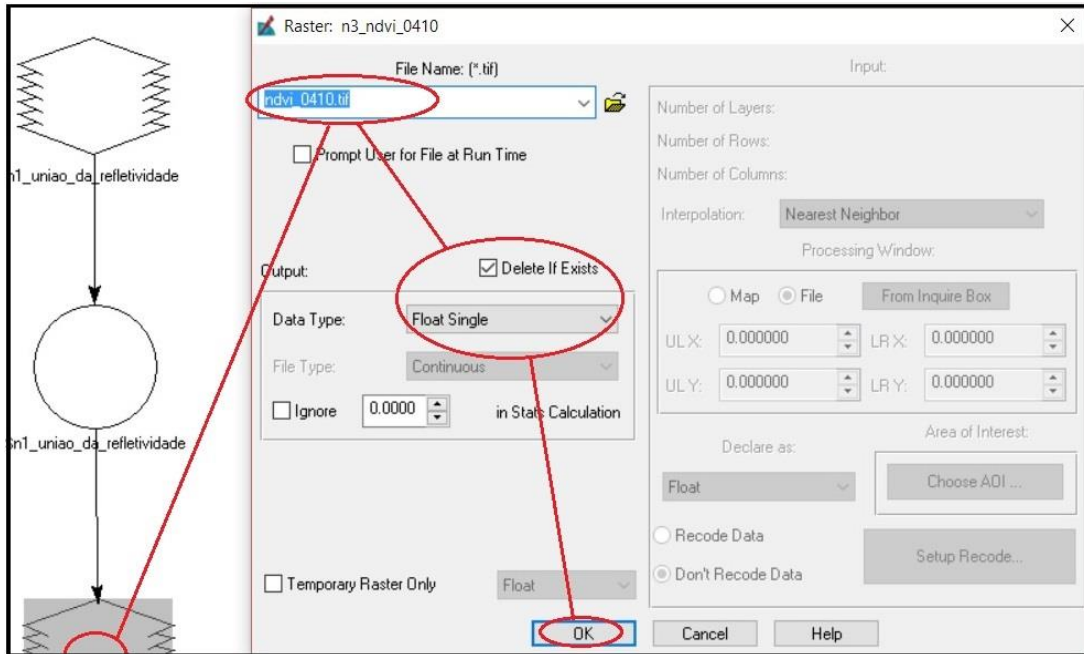 n1_uniao_da_refletividade
$n1_uniao_da_refletividade
Raster: n3_ndvi_0410
File Name: (*.tif)
ndvi_0410.tif
Prompt User for File at Run Time
Output:
Delete If Exists
Data Type:
Float Single
File Type:
Continuous
Ignore
0.0000
in Stats Calculation
Temporary Raster Only
Float
Input:
Number of Layers:
Number of Rows:
Number of Columns:
Interpolation:
Nearest Neighbor
Processing Window:
Map
File
From Inquire Box
UL X:
0.000000
LR X:
0.000000
UL Y:
0.000000
LR Y:
0.000000
Declare as:
Float
Area of Interest:
Choose AOI ...
Recode Data
Don't Recode Data
Setup Recode...
OK
Cancel
Help